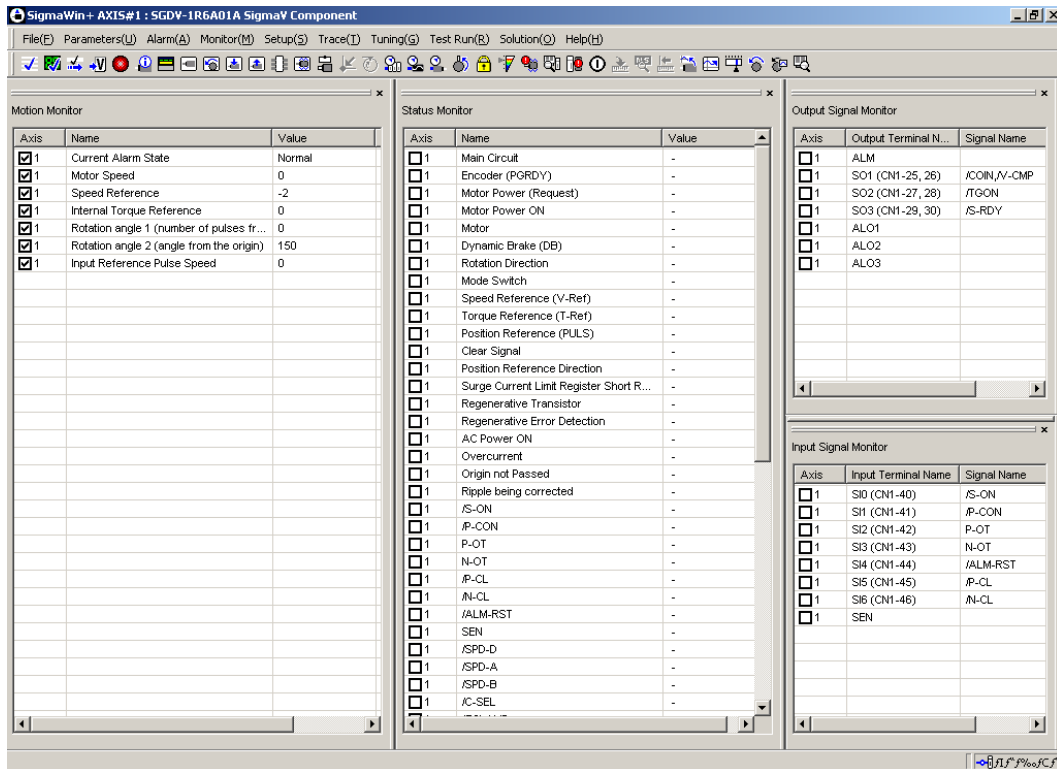 SigmaWin+ AXIS#1 : SGDV-1R6A01A SigmaV Component
File(F) Parameters(U) Alarm(A) Monitor(M) Setup(S) Trace(T) Tuning(G) Test Run(R) Solution(O) Help(H)
Motion Monitor
Axis Name Value
1 Current Alarm State Normal
1 Motor Speed 0
1 Speed Reference -2
1 Internal Torque Reference 0
1 Rotation angle 1 (number of pulses fr... 0
1 Rotation angle 2 (angle from the origin) 150
1 Input Reference Pulse Speed 0
Status Monitor
Axis Name Value
1 Main Circuit -
1 Encoder (PGRDY) -
1 Motor Power (Request) -
1 Motor Power ON -
1 Motor -
1 Dynamic Brake (DB) -
1 Rotation Direction -
1 Mode Switch -
1 Speed Reference (V-Ref) -
1 Torque Reference (T-Ref) -
1 Position Reference (PULS) -
1 Clear Signal -
1 Position Reference Direction -
1 Surge Current Limit Register Short R... -
1 Regenerative Transistor -
1 Regenerative Error Detection -
1 AC Power ON -
1 Overcurrent -
1 Origin not Passed -
1 Ripple being corrected -
1 /S-ON -
1 /P-CON -
1 P-OT -
1 N-OT -
1 /P-CL -
1 /N-CL -
1 /ALM-RST -
1 SEN -
1 /SPD-D -
1 /SPD-A -
1 /SPD-B -
1 /C-SEL -
Output Signal Monitor
Axis Output Terminal N... Signal Name
1 ALM
1 SO1 (CN1-25, 26) /COIN,/V-CMP
1 SO2 (CN1-27, 28) /TGON
1 SO3 (CN1-29, 30) /S-RDY
1 ALO1
1 ALO2
1 ALO3
Input Signal Monitor
Axis Input Terminal Name Signal Name
1 SI0 (CN1-40) /S-ON
1 SI1 (CN1-41) /P-CON
1 SI2 (CN1-42) P-OT
1 SI3 (CN1-43) N-OT
1 SI4 (CN1-44) /ALM-RST
1 SI5 (CN1-45) /P-CL
1 SI6 (CN1-46) /N-CL
1 SEN